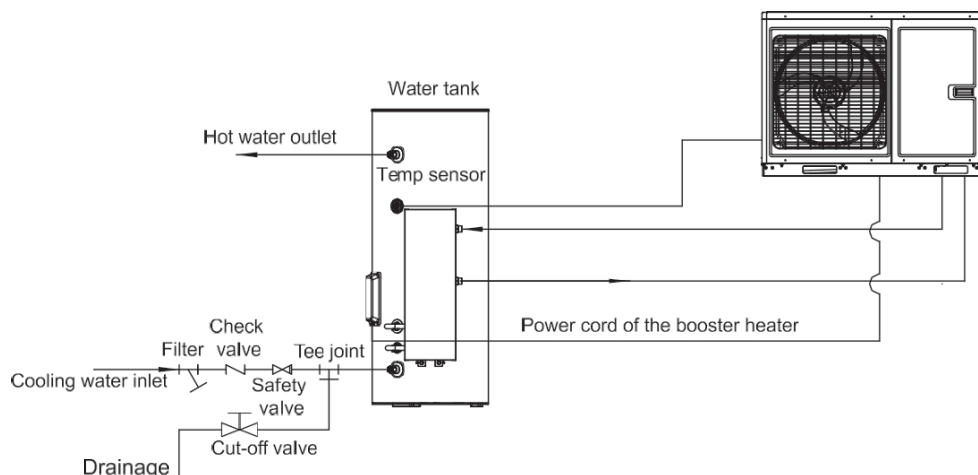 Water tank
Hot water outlet
Temp sensor
Power cord of the booster heater
Check
valve
Filter
Tee joint
Cooling water inlet
Safety
valve
Cut-off valve
Drainage